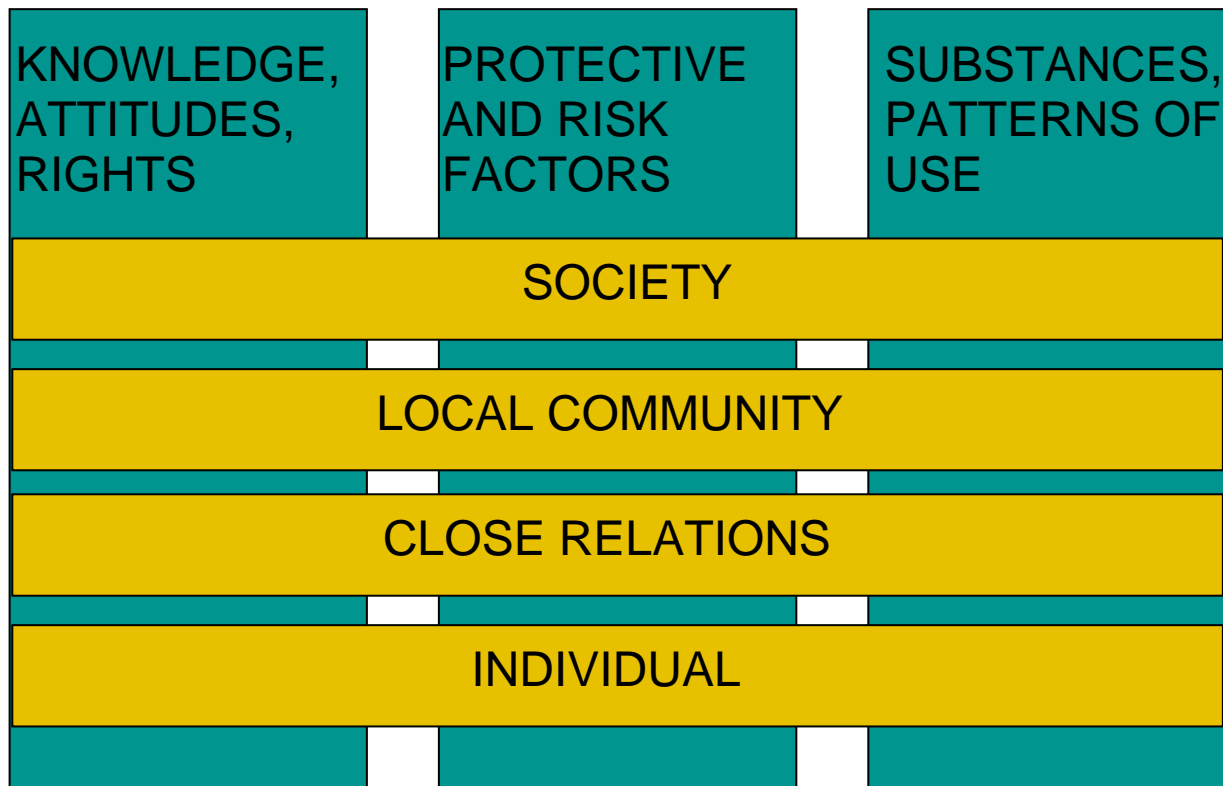 KNOWLEDGE,
ATTITUDES,
RIGHTS
PROTECTIVE
AND RISK
FACTORS
SUBSTANCES,
PATTERNS OF
USE
SOCIETY
LOCAL COMMUNITY
CLOSE RELATIONS
INDIVIDUAL